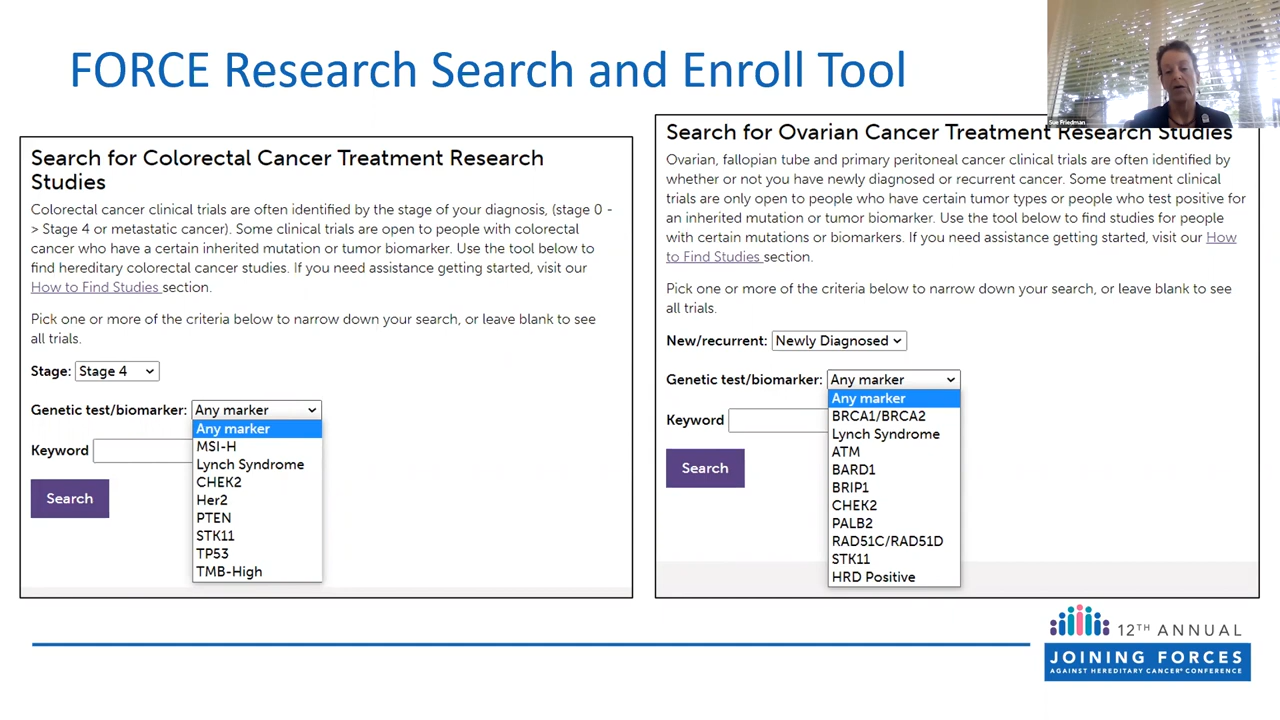 FORCE Research Search and Enroll Tool
Sue Friedman
Search for Colorectal Cancer Treatment Research
Studies
Colorectal cancer clinical trials are often identified by the stage of your diagnosis, (stage 0 -
> Stage 4 or metastatic cancer). Some clinical trials are open to people with colorectal
cancer who have a certain inherited mutation or tumor biomarker. Use the tool below to
find hereditary colorectal cancer studies. If you need assistance getting started, visit our
How to Find Studies section.
Pick one or more of the criteria below to narrow down your search, or leave blank to see
all trials.
Stage: Stage 4
Genetic test/biomarker: Any marker
Any marker
MSI-H
Lynch Syndrome
CHEK2
Her2
PTEN
STK11
TP53
TMB-High
Keyword
Search
Search for Ovarian Cancer Treatment Research Studies
Ovarian, fallopian tube and primary peritoneal cancer clinical trials are often identified by
whether or not you have newly diagnosed or recurrent cancer. Some treatment clinical
trials are only open to people who have certain tumor types or people who test positive for
an inherited mutation or tumor biomarker. Use the tool below to find studies for people
with certain mutations or biomarkers. If you need assistance getting started, visit our How
to Find Studies section.
Pick one or more of the criteria below to narrow down your search, or leave blank to see
all trials.
New/recurrent: Newly Diagnosed
Genetic test/biomarker: Any marker
Any marker
BRCA1/BRCA2
Lynch Syndrome
ATM
BARD1
BRIP1
CHEK2
PALB2
RAD51C/RAD51D
STK11
HRD Positive
Keyword
Search
12TH ANNUAL
JOINING FORCES
AGAINST HEREDITARY CANCER® CONFERENCE